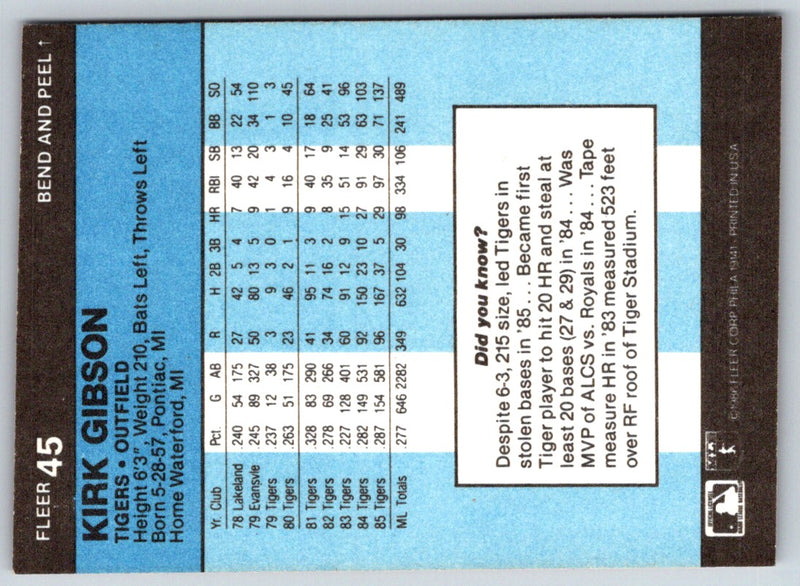 FLEER 45 BEND AND PEEL ↑
KIRK GIBSON
TIGERS • OUTFIELD
Height 6'3" Weight 210, Bats Left, Throws Left
Born 5-28-57, Pontiac, MI
Home Waterford, MI
Yr. Club Pct. G AB R H 2B 3B HR RBI SB BB SO
78 Lakeland .240 54 175 27 42 5 4 7 40 13 22 54
79 Evansvle .245 89 327 50 80 13 5 9 42 20 34 110
79 Tigers .237 12 38 3 9 3 0 1 4 3 1 3
80 Tigers .263 51 175 23 46 2 1 9 16 4 10 45
81 Tigers .328 83 290 41 95 11 3 9 40 17 18 64
82 Tigers .278 69 266 34 74 16 2 8 35 9 25 41
83 Tigers .227 128 401 60 91 12 9 15 51 14 53 96
84 Tigers .282 149 531 92 150 23 10 27 91 29 63 103
85 Tigers .287 154 581 96 167 37 5 29 97 30 71 137
ML Totals .277 646 2282 349 632 104 30 98 334 106 241 489
Did you know?
Despite 6-3, 215 size, led Tigers in
stolen bases in '85 . . . Became first
Tiger player to hit 20 HR and steal at
least 20 bases (27 & 29) in '84 . . . Was
MVP of ALCS vs. Royals in '84 . . . Tape
measure HR in '83 measured 523 feet
over RF roof of Tiger Stadium.
©1986 FLEER CORP. PHILA 19141 - PRINTED IN U.S.A.